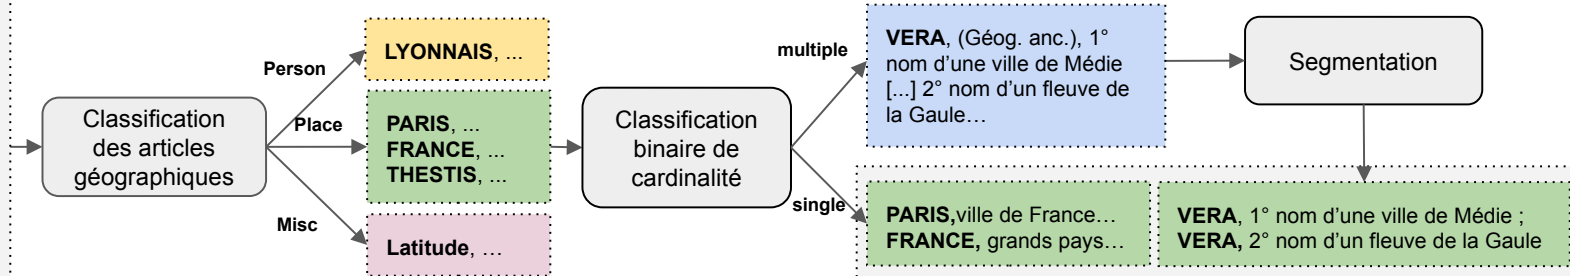 Classification
des articles
géographiques
Person
Place
Misc
LYONNAIS, ...
PARIS, ...
FRANCE, ...
THESTIS, ...
Latitude, ...
Classification
binaire de
cardinalité
multiple
single
VERA, (Géog. anc.), 1°
nom d’une ville de Médie
[...] 2° nom d’un fleuve de
la Gaule…
Segmentation
PARIS,ville de France…
FRANCE, grands pays…
VERA, 1° nom d’une ville de Médie ;
VERA, 2° nom d’un fleuve de la Gaule